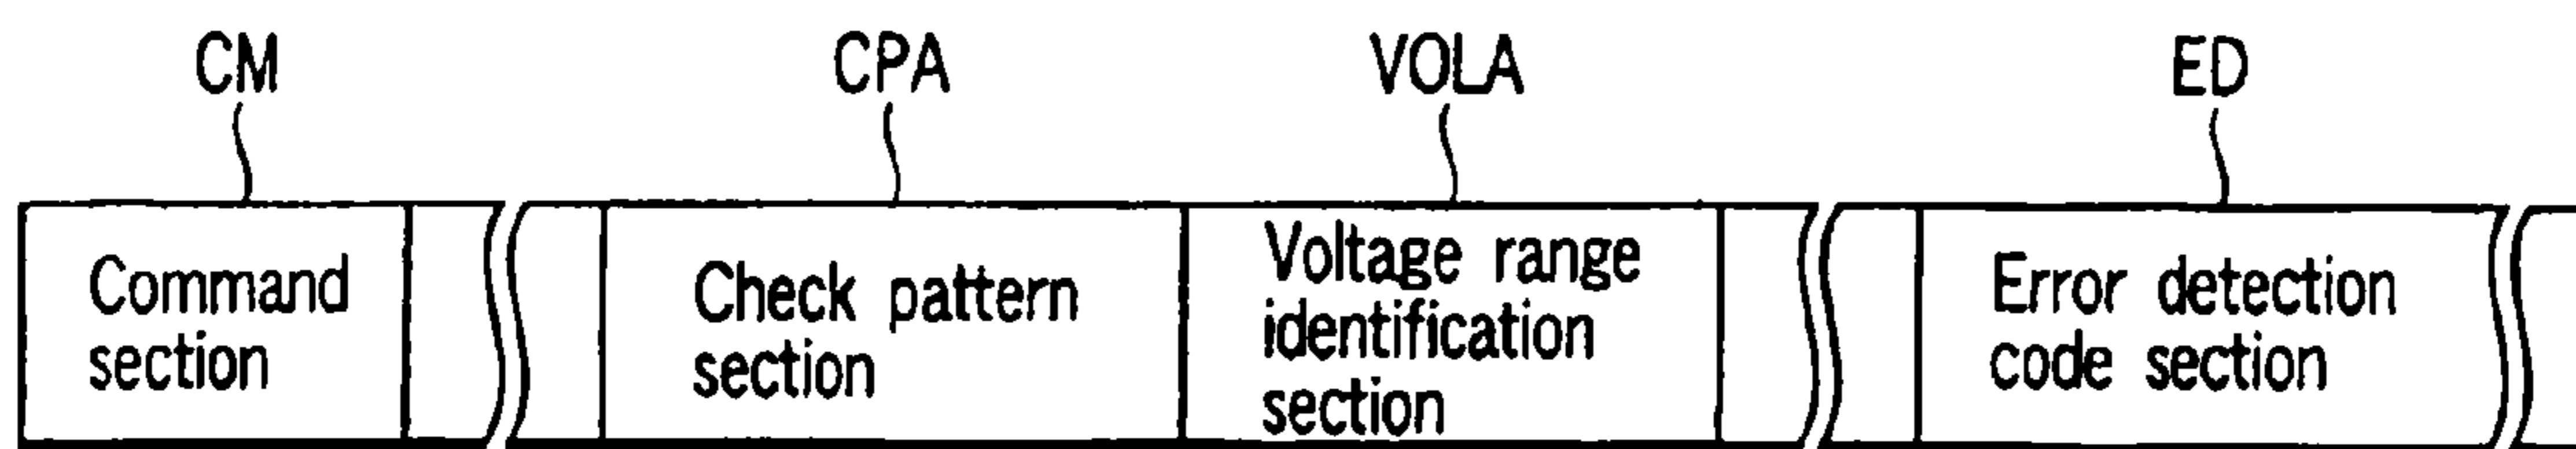 CM CPA VOLA ED
Command
section
Check pattern
section
Voltage range
identification
section
Error detection
code section